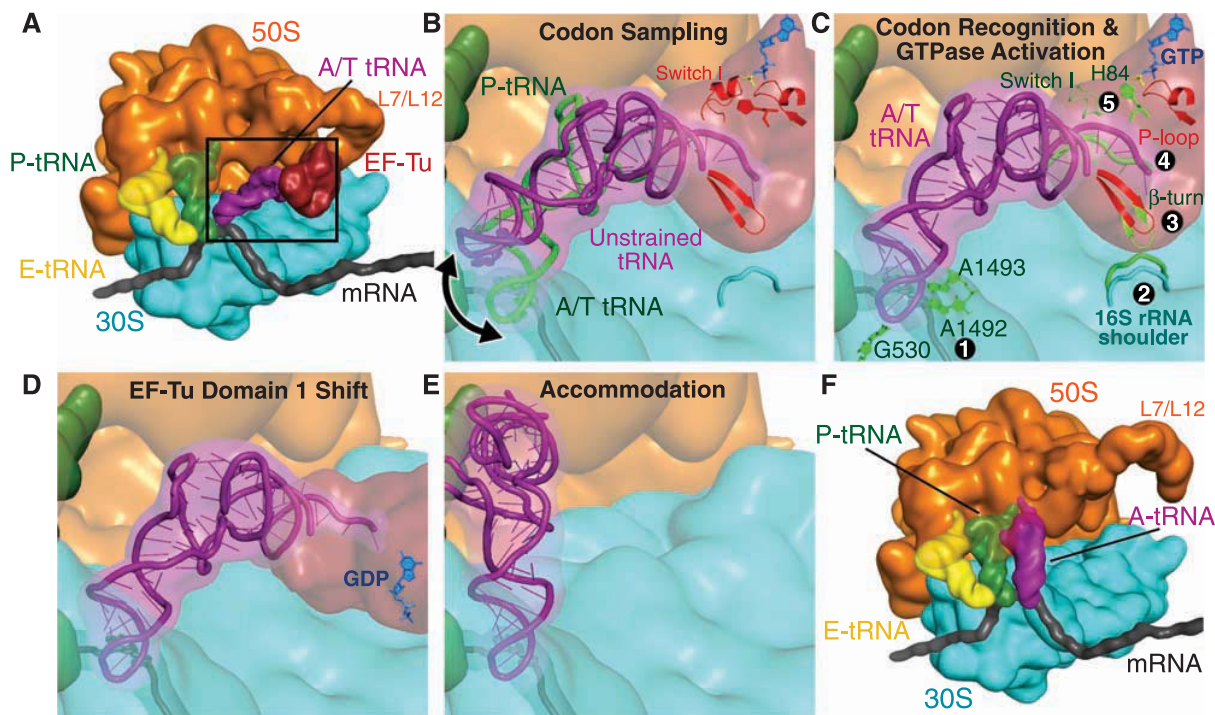 A
50S
A/T tRNA
L7/L12
P-tRNA
EF-Tu
E-tRNA
mRNA
30S
B
Codon Sampling
Switch I
P-tRNA
Unstrained
tRNA
A/T tRNA
C
Codon Recognition &
GTPase Activation
GTP
Switch I
H84
5
A/T
tRNA
P-loop
4
β-turn
3
A1493
2
A1492
16S rRNA
shoulder
G530
1
D
EF-Tu Domain 1 Shift
GDP
E
Accommodation
F
50S
L7/L12
P-tRNA
A-tRNA
E-tRNA
mRNA
30S